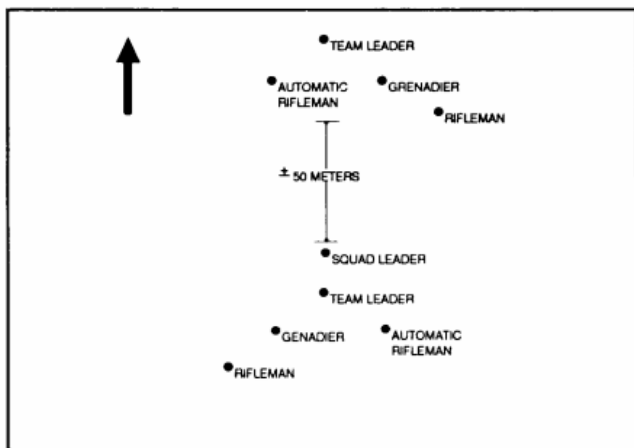 TEAM LEADER
AUTOMATIC
RIFLEMAN
GRENADIER
RIFLEMAN
± 50 METERS
SQUAD LEADER
TEAM LEADER
GENADIER
AUTOMATIC
RIFLEMAN
RIFLEMAN